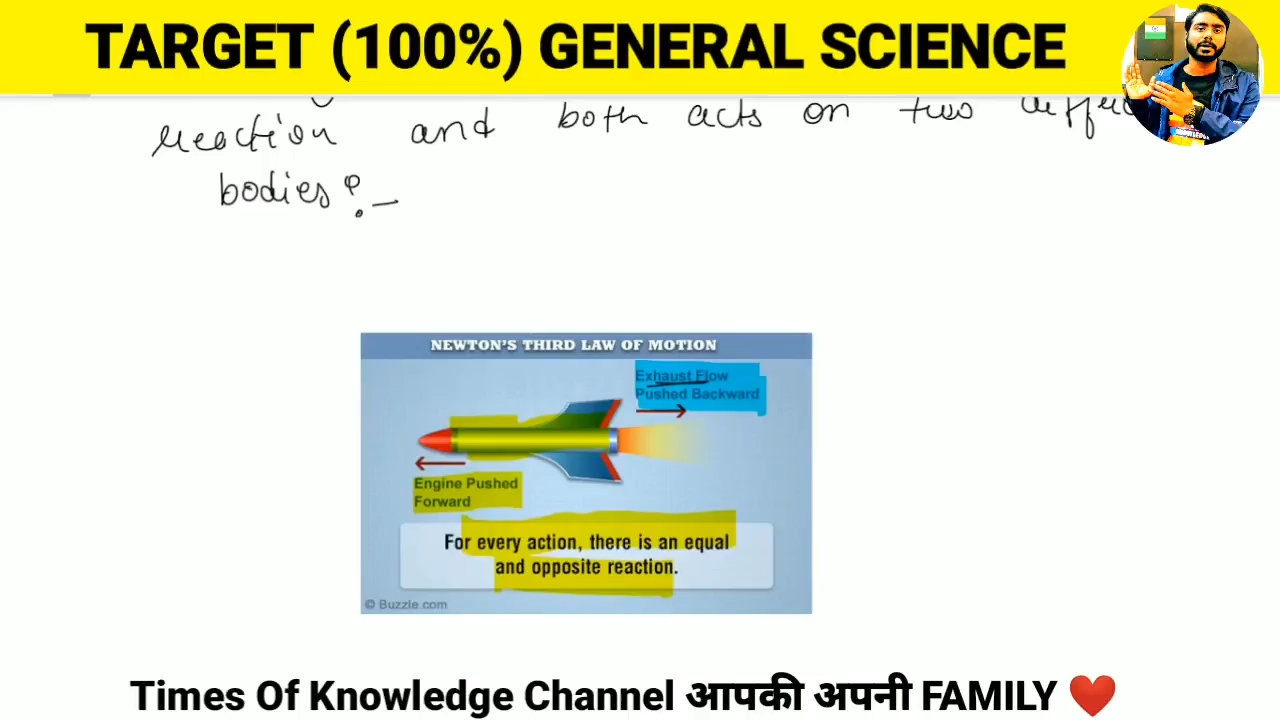 TARGET (100%) GENERAL SCIENCE
reaction and both acts on two
bodies :-
NEWTON'S THIRD LAW OF MOTION
Exhaust Flow
Pushed Backward
Engine Pushed
Forward
For every action, there is an equal
and opposite reaction.
© Buzzle.com
Times Of Knowledge Channel आपकी अपनी FAMILY ❤️